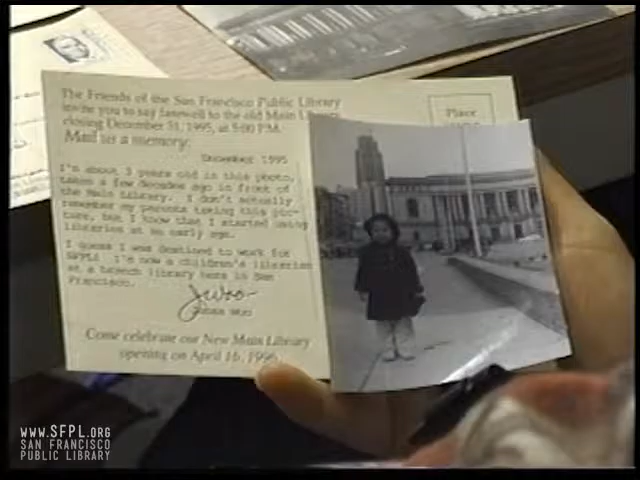 The Friends of the San Francisco Public Library
invite you to say farewell to the old Main Library
closing December 31, 1995, at 5:00 P.M.
Mail us a memory:
Place
December 1995
I'm about 3 years old in this photo,
taken a few decades ago in front of
the Main Library. I don't actually
remember my parents taking this pic-
ture, but I know that I started using
libraries at an early age.
I guess I was destined to work for
SFPL! I'm now a children's librarian
at a branch library here in San
Francisco.
JWoo
Woo
Come celebrate our New Main Library
opening on April 16, 1996.
WWW.SFPL.ORG
SAN FRANCISCO
PUBLIC LIBRARY